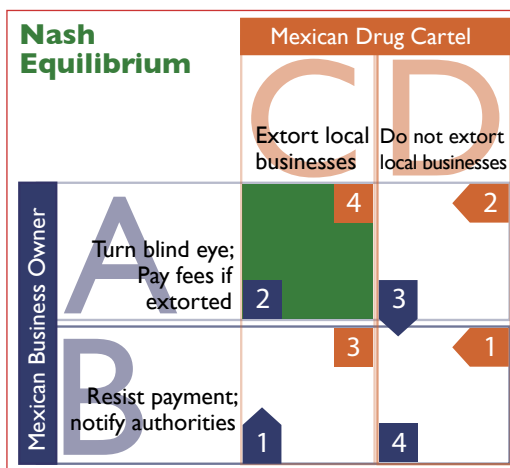 Nash
Equilibrium
Mexican Drug Cartel
C
D
Extort local
businesses
Do not extort
local businesses
Mexican Business Owner
A
Turn blind eye;
Pay fees if
extorted
4
2
2
3
B
Resist payment;
notify authorities
3
1
1
4